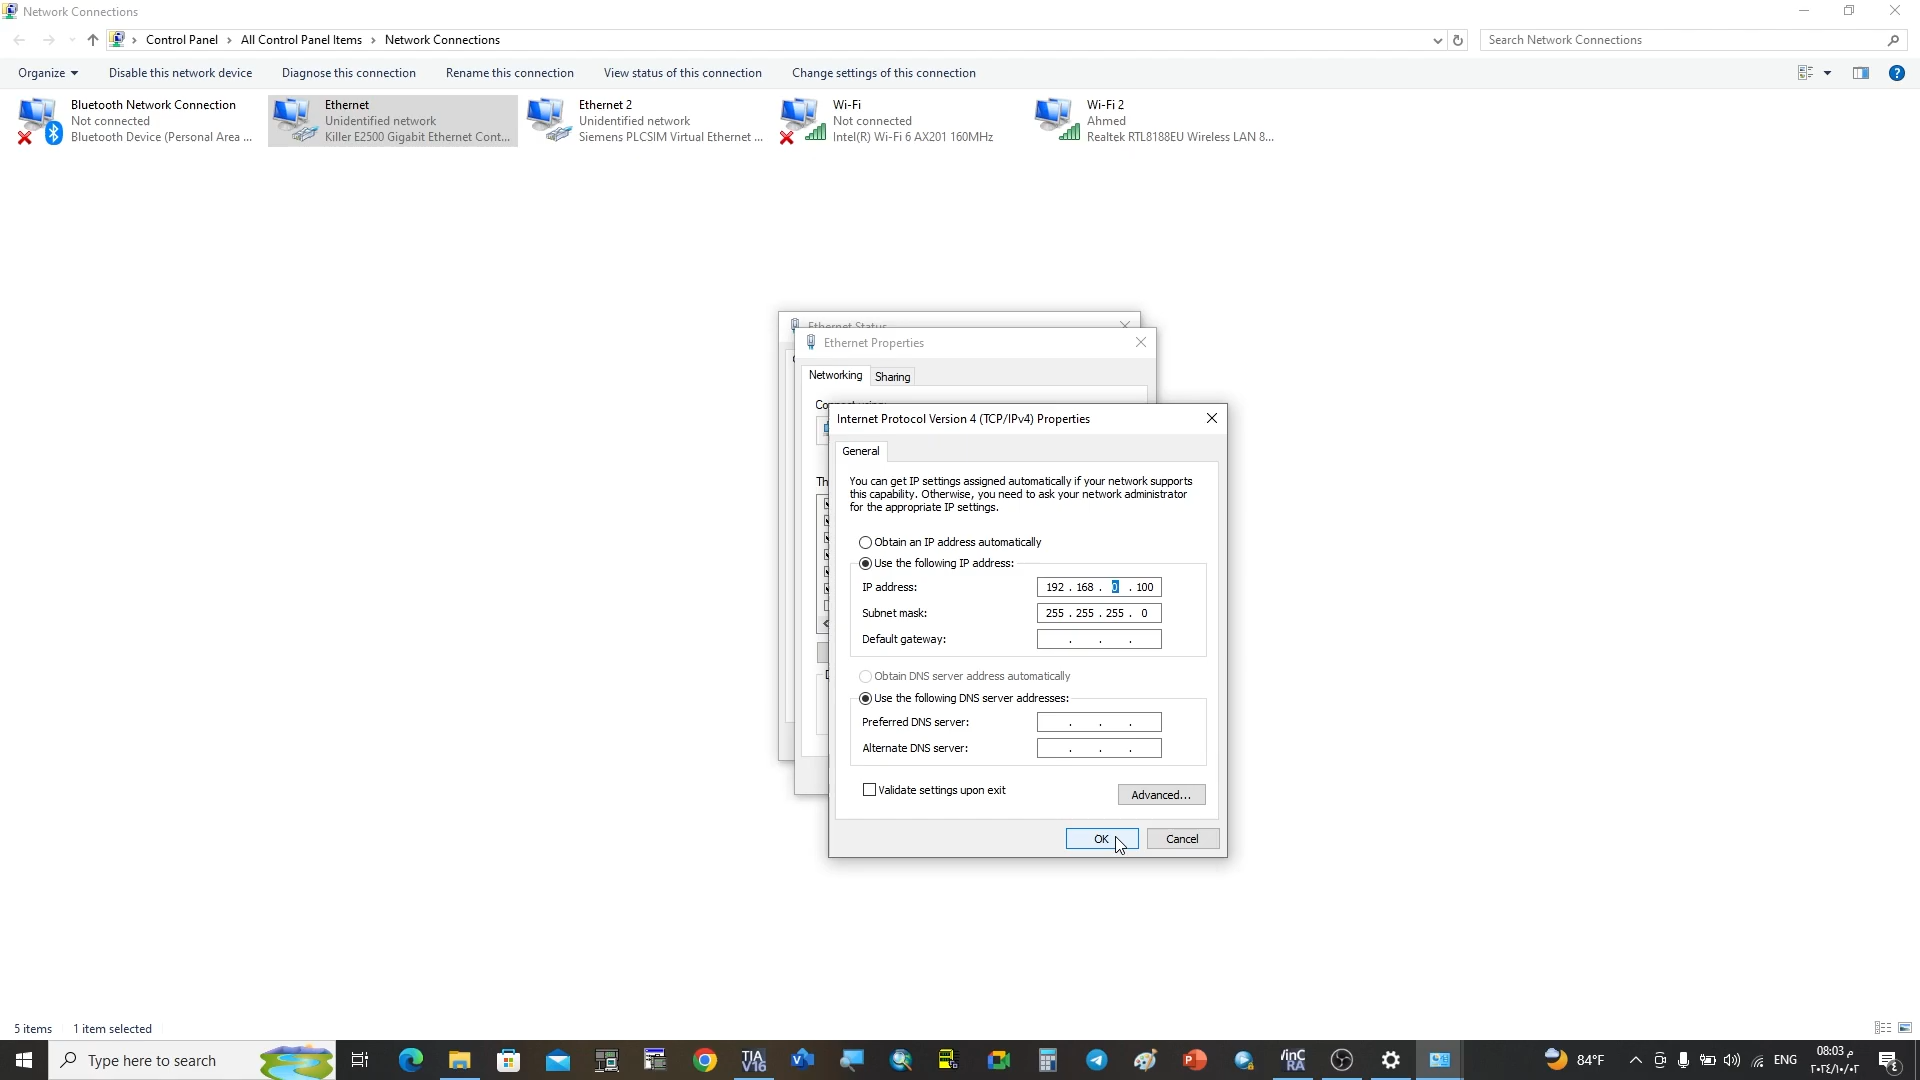 Network Connections
Control Panel > All Control Panel Items > Network Connections
Search Network Connections
Organize Disable this network device Diagnose this connection Rename this connection View status of this connection Change settings of this connection
Bluetooth Network Connection
Not connected
Bluetooth Device (Personal Area ...
Ethernet
Unidentified network
Killer E2500 Gigabit Ethernet Cont...
Ethernet 2
Unidentified network
Siemens PLCSIM Virtual Ethernet ...
Wi-Fi
Not connected
Intel(R) Wi-Fi 6 AX201 160MHz
Wi-Fi 2
Ahmed
Realtek RTL8188EU Wireless LAN 8...
Ethernet Status
Ethernet Properties
Networking Sharing
Internet Protocol Version 4 (TCP/IPv4) Properties
General
You can get IP settings assigned automatically if your network supports
this capability. Otherwise, you need to ask your network administrator
for the appropriate IP settings.
Obtain an IP address automatically
Use the following IP address:
IP address: 192 . 168 . 0 . 100
Subnet mask: 255 . 255 . 255 . 0
Default gateway: . . .
Obtain DNS server address automatically
Use the following DNS server addresses:
Preferred DNS server: . . .
Alternate DNS server: . . .
Validate settings upon exit
Advanced...
OK Cancel
5 items 1 item selected
Type here to search
TIA
V16
84°F
ENG
08:03 م
٢٠٢٤/١٠/٠٢